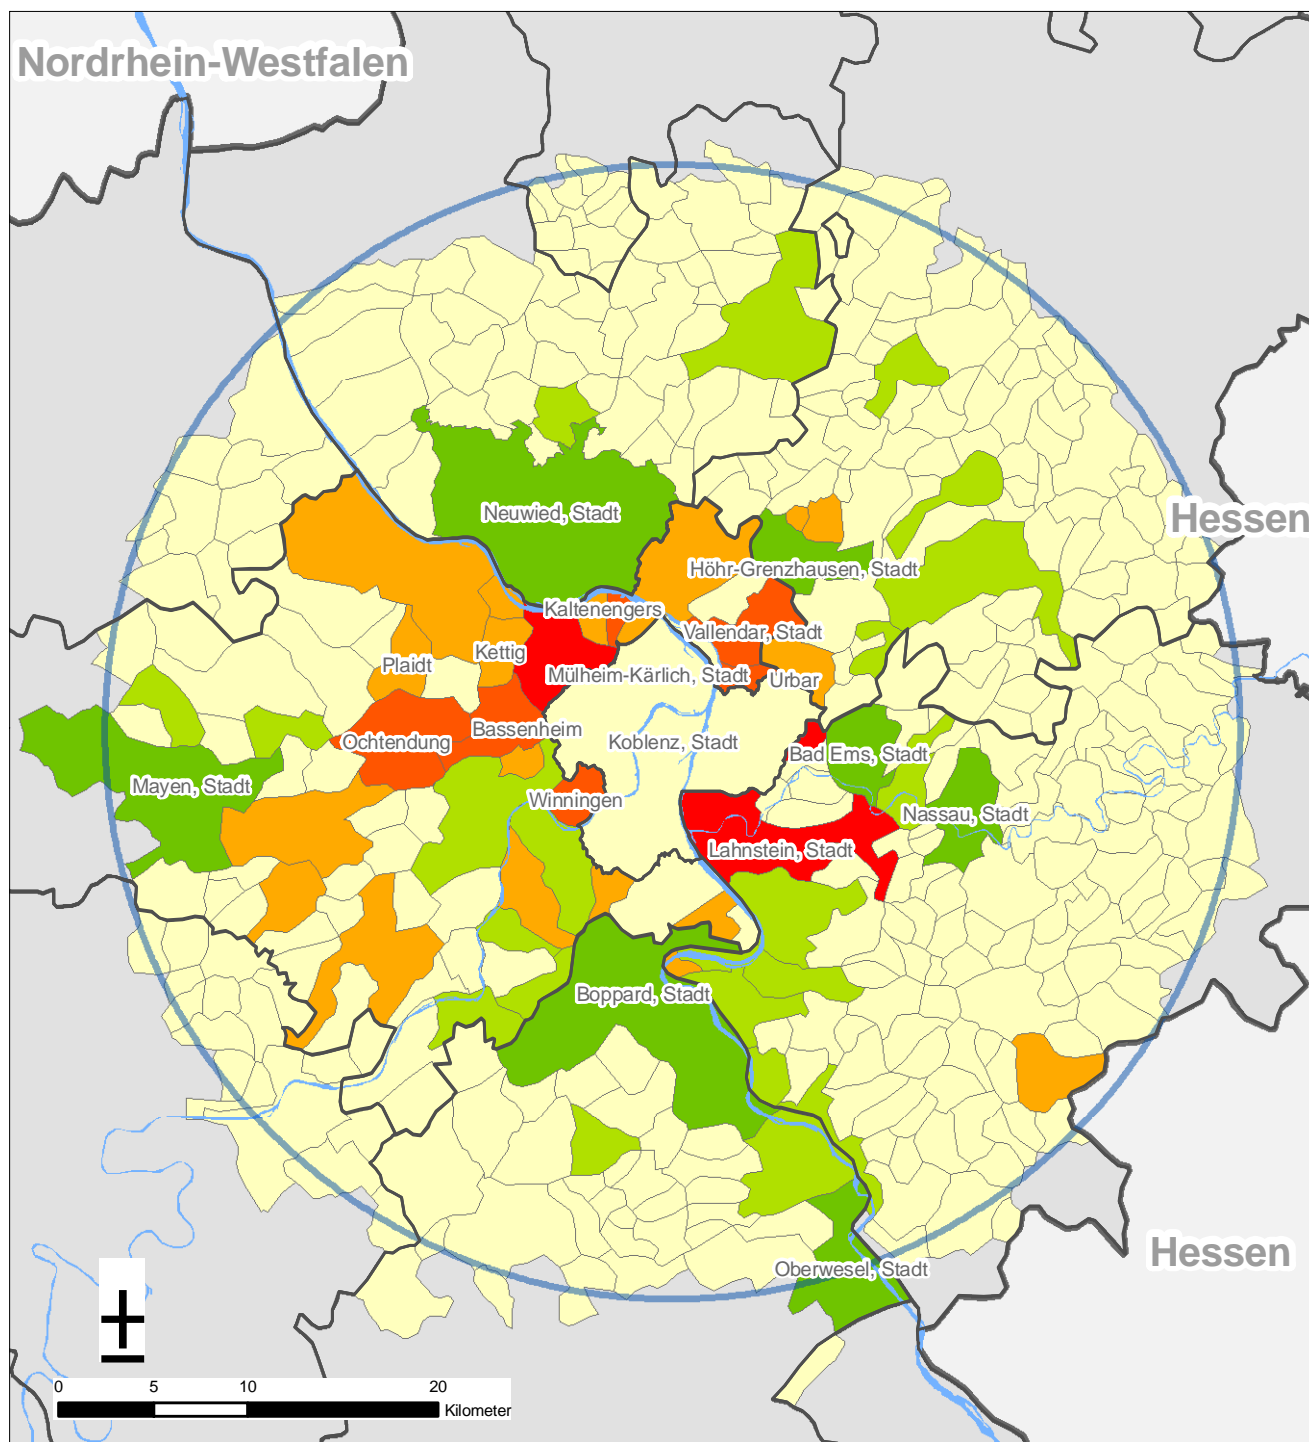 Nordrhein-Westfalen
Hessen
Neuwied, Stadt
Höhr-Grenzhausen, Stadt
Kaltenengers
Vallendar, Stadt
Kettig
Plaidt
Mülheim-Kärlich, Stadt
Urbar
Bassenheim
Ochtendung
Koblenz, Stadt
Bad Ems, Stadt
Mayen, Stadt
Winningen
Nassau, Stadt
Lahnstein, Stadt
Boppard, Stadt
Hessen
Oberwesel, Stadt
0 5 10 20
Kilometer